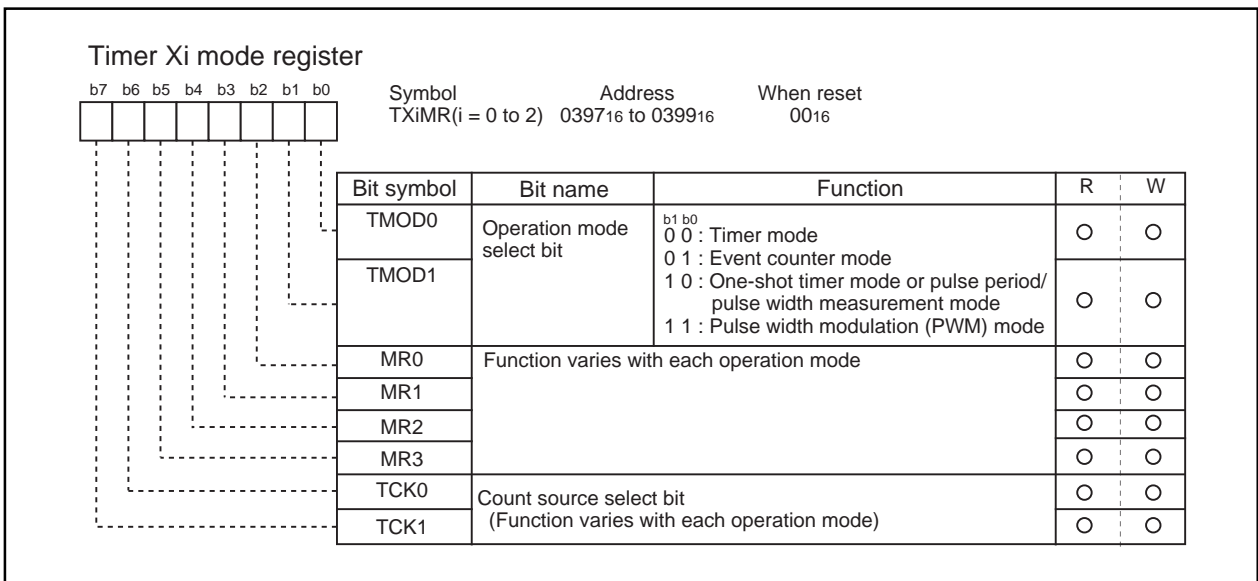 Timer Xi mode register
b7 b6 b5 b4 b3 b2 b1 b0
Symbol Address When reset
TXiMR(i = 0 to 2) 039716 to 039916 0016
Bit symbol Bit name Function R W
TMOD0
TMOD1
Operation mode
select bit
b1 b0
0 0 : Timer mode
0 1 : Event counter mode
1 0 : One-shot timer mode or pulse period/
pulse width measurement mode
1 1 : Pulse width modulation (PWM) mode
MR0 Function varies with each operation mode
MR1
MR2
MR3
TCK0
TCK1
Count source select bit
(Function varies with each operation mode)